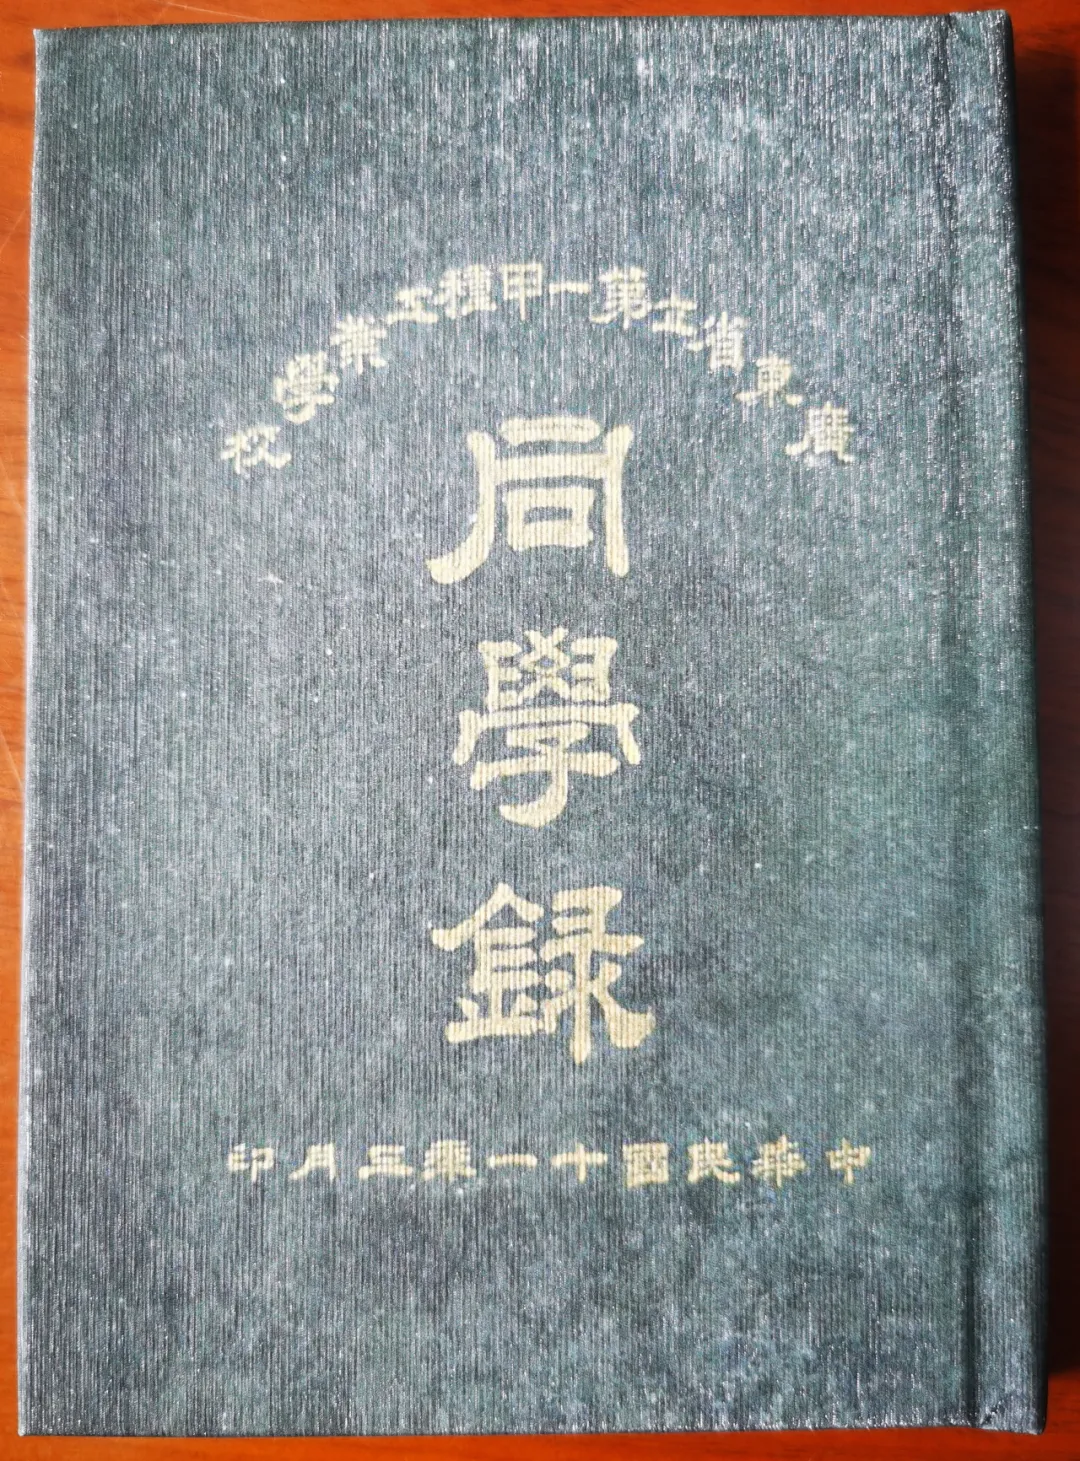 廣東省立第一甲種工業學校
同學錄
中華民國十一年三月印